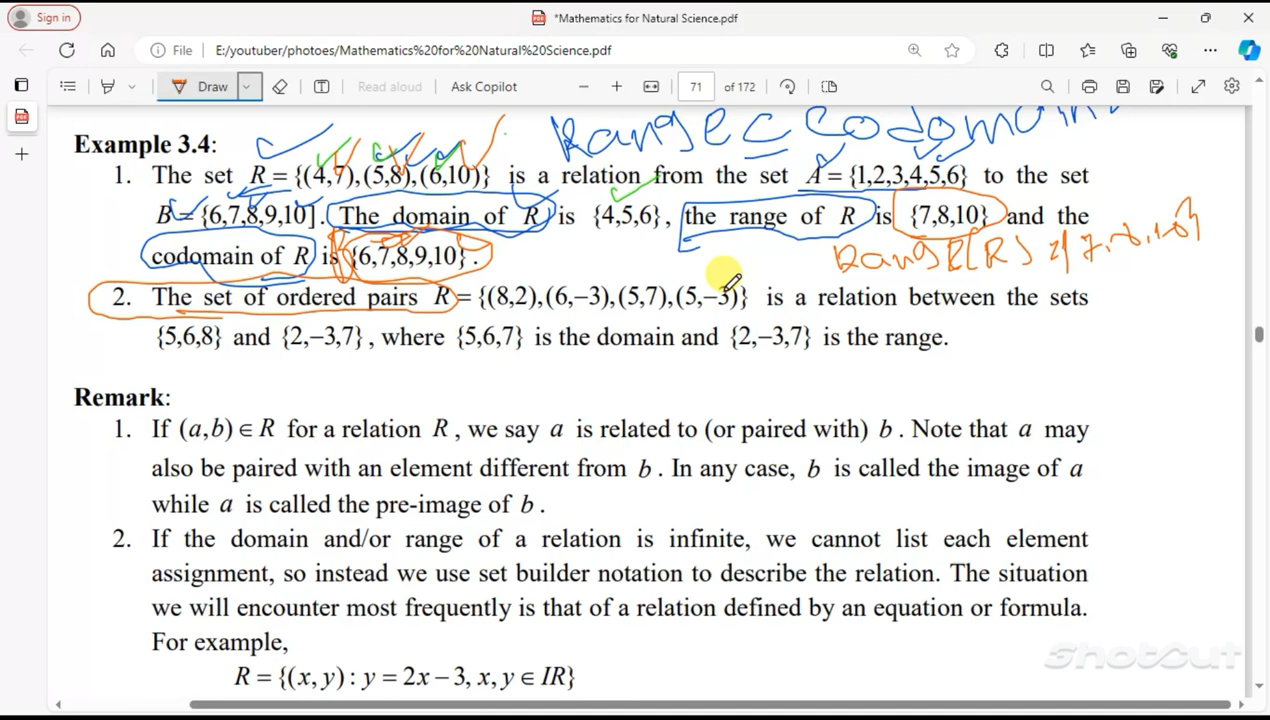 Sign in
*Mathematics for Natural Science.pdf
File E:/youtuber/photoes/Mathematics%20for%20Natural%20Science.pdf
Draw Read aloud Ask Copilot 71 of 172
Range ⊂ Codomain
Example 3.4:
1. The set R = {(4,7),(5,8),(6,10)} is a relation from the set A = {1,2,3,4,5,6} to the set
B = {6,7,8,9,10]. The domain of R is {4,5,6}, the range of R is {7,8,10} and the
codomain of R is {6,7,8,9,10}.
Range(R) = {7,8,10}
2. The set of ordered pairs R = {(8,2),(6,−3),(5,7),(5,−3)} is a relation between the sets
{5,6,8} and {2,−3,7}, where {5,6,7} is the domain and {2,−3,7} is the range.
Remark:
1. If (a,b) ∈ R for a relation R, we say a is related to (or paired with) b. Note that a may
also be paired with an element different from b. In any case, b is called the image of a
while a is called the pre-image of b.
2. If the domain and/or range of a relation is infinite, we cannot list each element
assignment, so instead we use set builder notation to describe the relation. The situation
we will encounter most frequently is that of a relation defined by an equation or formula.
For example,
R = {(x, y) : y = 2x − 3, x, y ∈ IR}
Shotcut